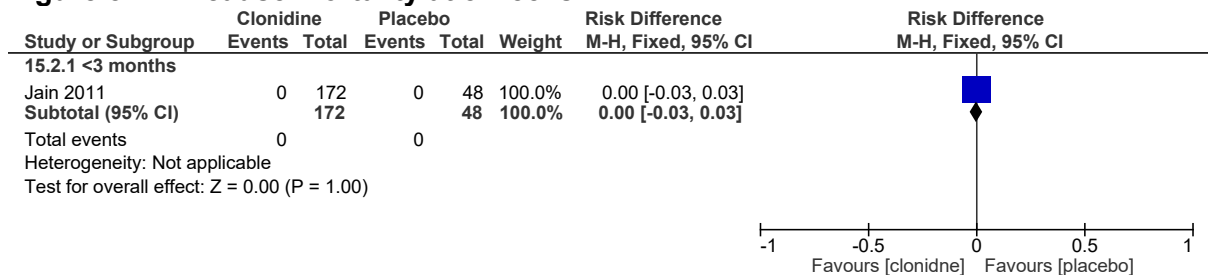 Clonidine Placebo Risk Difference Risk Difference
Study or Subgroup Events Total Events Total Weight M-H, Fixed, 95% CI M-H, Fixed, 95% CI
15.2.1 <3 months
Jain 2011 0 172 0 48 100.0% 0.00 [-0.03, 0.03]
Subtotal (95% CI) 172 48 100.0% 0.00 [-0.03, 0.03]
Total events 0 0
Heterogeneity: Not applicable
Test for overall effect: Z = 0.00 (P = 1.00)
-1 -0.5 0 0.5 1
Favours [clonidne] Favours [placebo]